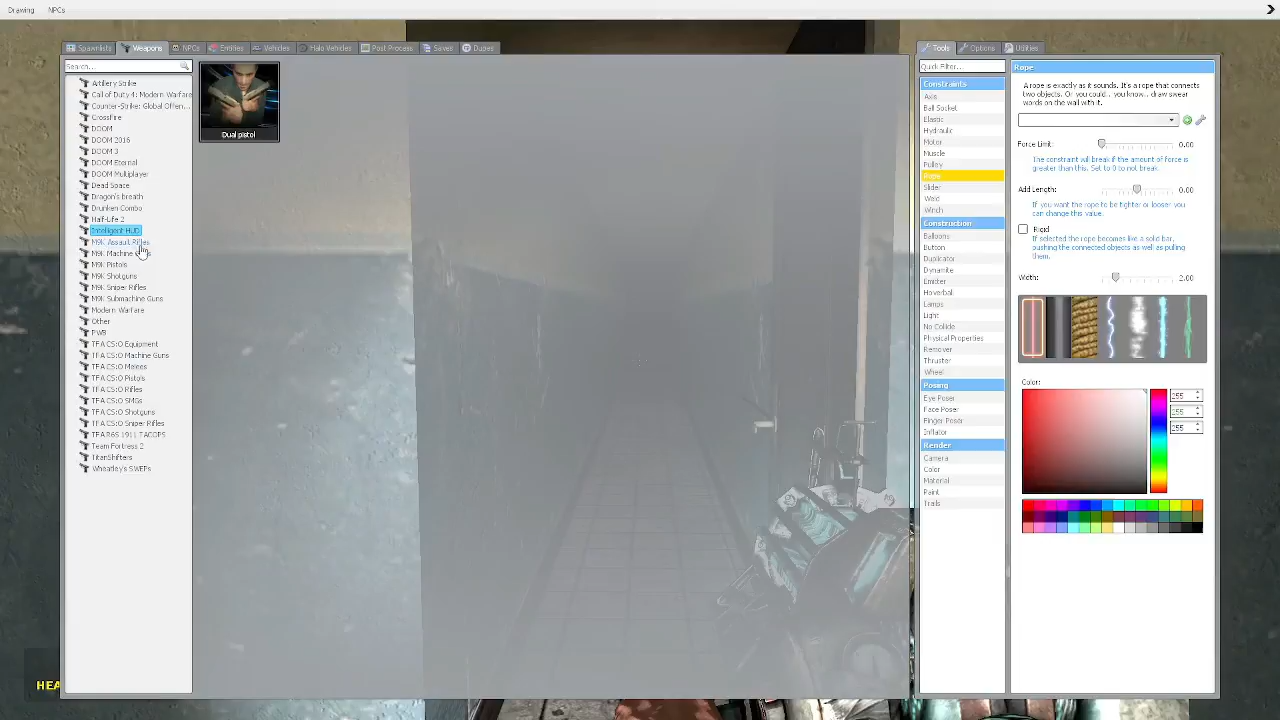 Drawing NPCs
Spawnlists Weapons NPCs Entities Vehicles Halo Vehicles Post Process Saves Dupes
Search...
Artillery Strike
Call of Duty 4: Modern Warfare
Counter-Strike: Global Offen...
CrossFire
DOOM
DOOM 2016
DOOM 3
DOOM Eternal
DOOM Multiplayer
Dead Space
Dragon's breath
Drunken Combo
Half-Life 2
Intelligent HUD
M9K Assault Rifles
M9K Machine
M9K Pistols
M9K Shotguns
M9K Sniper Rifles
M9K Submachine Guns
Modern Warfare
Other
PWB
TFA CS:O Equipment
TFA CS:O Machine Guns
TFA CS:O Melees
TFA CS:O Pistols
TFA CS:O Rifles
TFA CS:O SMGs
TFA CS:O Shotguns
TFA CS:O Sniper Rifles
TFA R6S 1911 TACOPS
Team Fortress 2
TitanShifters
Wheatley's SWEPs
Dual pistol
HEA
Tools Options Utilities
Quick Filter...
Constraints
Axis
Ball Socket
Elastic
Hydraulic
Motor
Muscle
Pulley
Rope
Slider
Weld
Winch
Construction
Balloons
Button
Duplicator
Dynamite
Emitter
Hoverball
Lamps
Light
No Collide
Physical Properties
Remover
Thruster
Wheel
Posing
Eye Poser
Face Poser
Finger Poser
Inflator
Render
Camera
Color
Material
Paint
Trails
Rope
A rope is exactly as it sounds. It's a rope that connects
two objects. Or you could.. you know.. draw swear
words on the wall with it.
Force Limit: 0.00
The constraint will break if the amount of force is
greater than this. Set to 0 to not break.
Add Length: 0.00
If you want the rope to be tighter or looser you
can change this value.
Rigid
If selected the rope becomes like a solid bar,
pushing the connected objects as well as pulling
them.
Width: 2.00
Color:
255
255
255